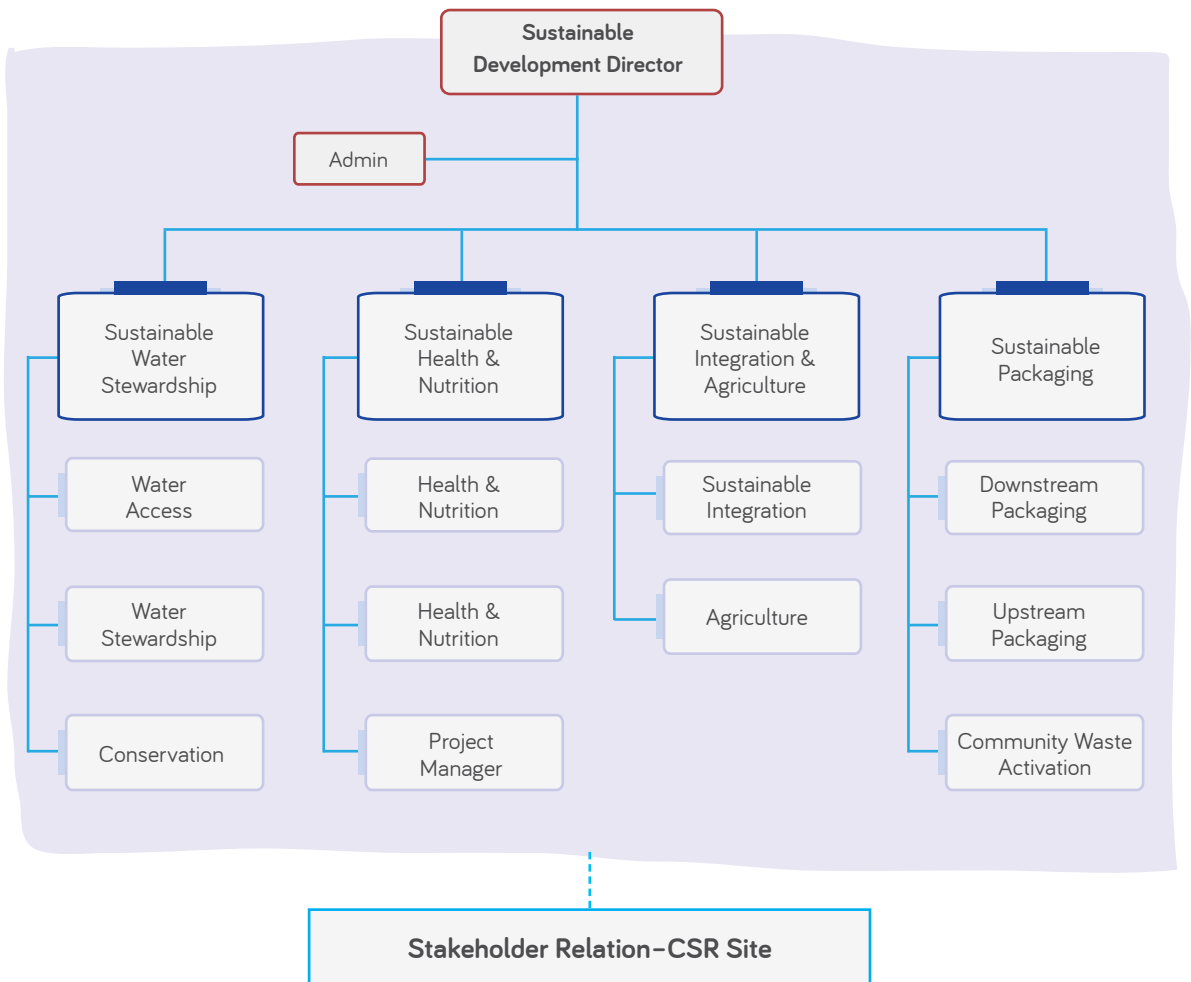 Sustainable
Development Director
Admin
Sustainable
Water
Stewardship
Sustainable
Health &
Nutrition
Sustainable
Integration &
Agriculture
Sustainable
Packaging
Water
Access
Health &
Nutrition
Sustainable
Integration
Downstream
Packaging
Water
Stewardship
Health &
Nutrition
Agriculture
Upstream
Packaging
Conservation
Project
Manager
Community Waste
Activation
Stakeholder Relation-CSR Site